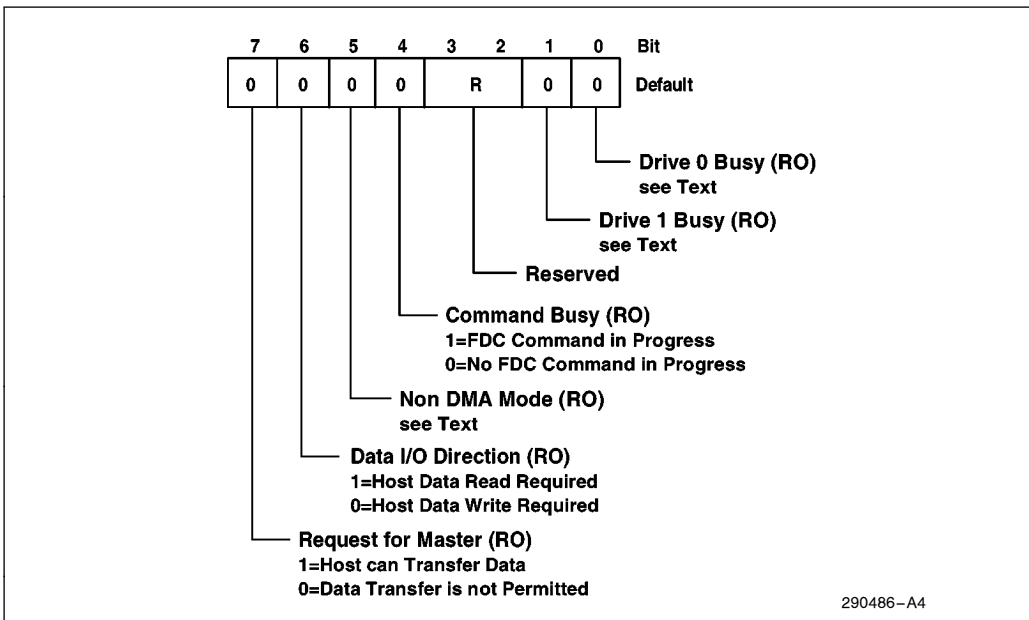 7 6 5 4 3 2 1 0 Bit
0 0 0 0 R 0 0 Default
Drive 0 Busy (RO)
see Text
Drive 1 Busy (RO)
see Text
Reserved
Command Busy (RO)
1=FDC Command in Progress
0=No FDC Command in Progress
Non DMA Mode (RO)
see Text
Data I/O Direction (RO)
1=Host Data Read Required
0=Host Data Write Required
Request for Master (RO)
1=Host can Transfer Data
0=Data Transfer is not Permitted
290486–A4